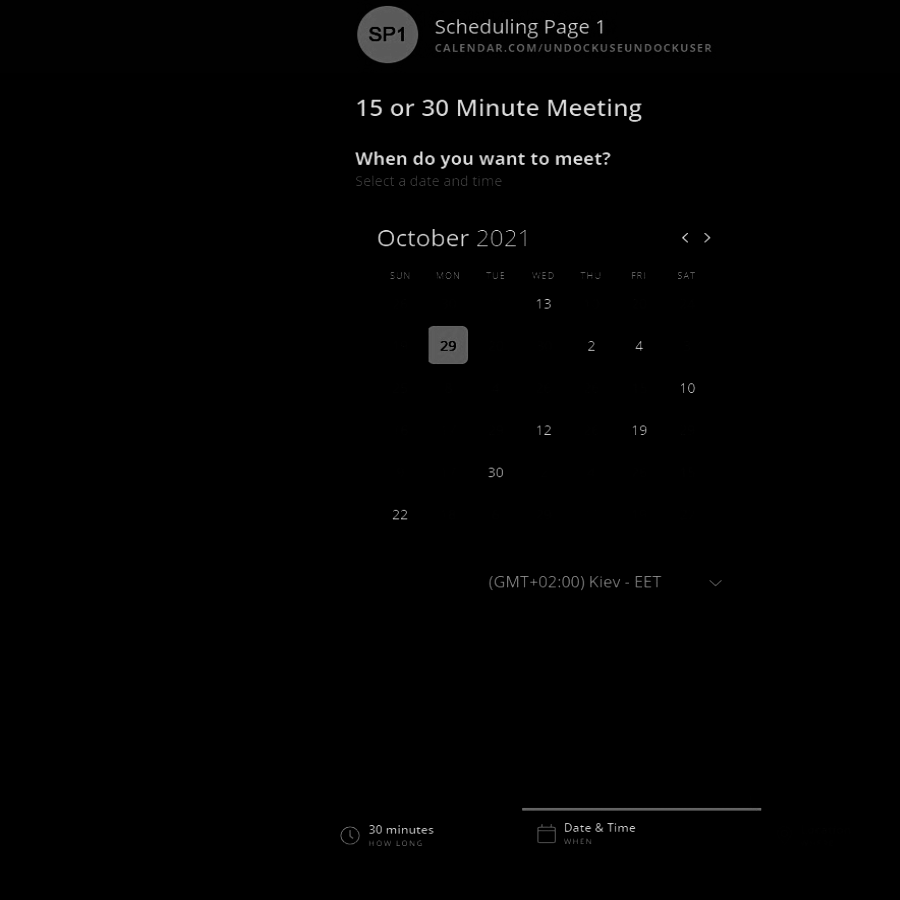 SP1
Scheduling Page 1
CALENDAR.COM/UNDOCKUSEUNDOCKUSER
15 or 30 Minute Meeting
When do you want to meet?
Select a date and time
October 2021
SUN MON TUE WED THU FRI SAT
13
29 2 4
10
12 19
30
22
(GMT+02:00) Kiev - EET
30 minutes
HOW LONG
Date & Time
WHEN